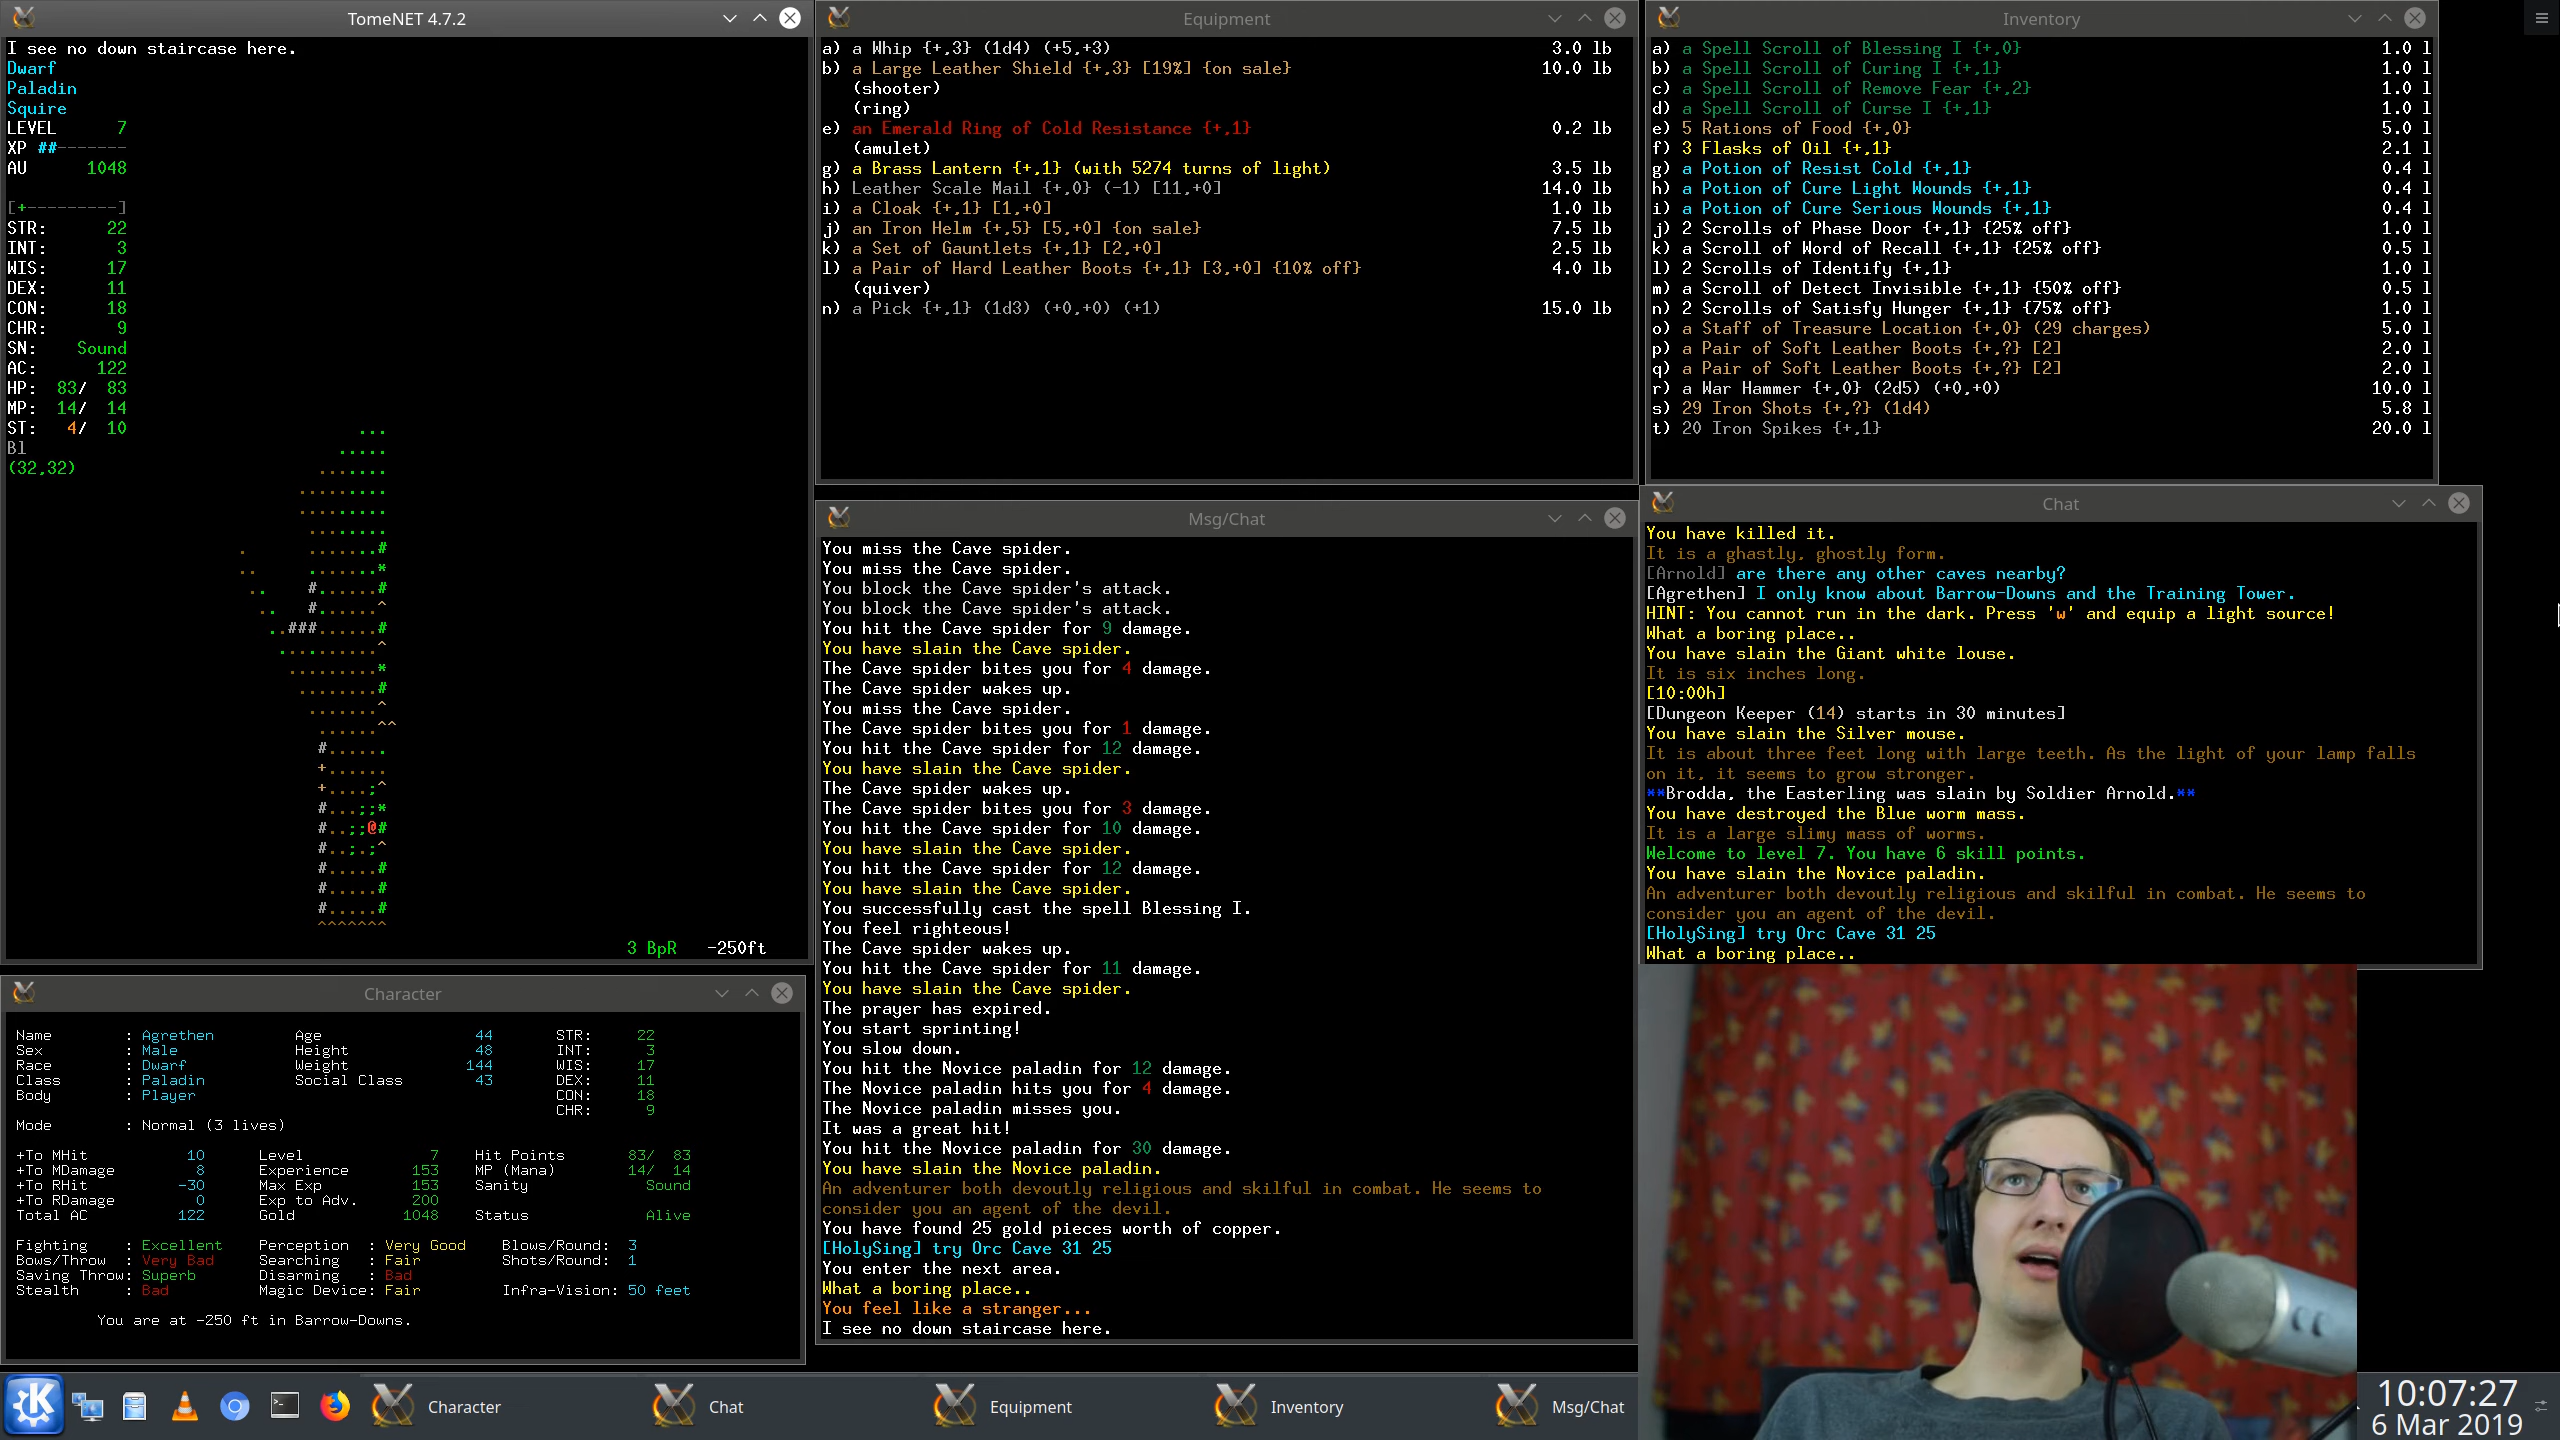 TomeNET 4.7.2
I see no down staircase here.
Dwarf
Paladin
Squire
LEVEL 7
XP ##-------
AU 1048
[+---------]
STR: 22
INT: 3
WIS: 17
DEX: 11
CON: 18
CHR: 9
SN: Sound
AC: 122
HP: 83/ 83
MP: 14/ 14
ST: 4/ 10
Bl
(32,32)
3 BpR -250ft
Equipment
a) a Whip {+,3} (1d4) (+5,+3) 3.0 lb
b) a Large Leather Shield {+,3} [19%] {on sale} 10.0 lb
(shooter)
(ring)
e) an Emerald Ring of Cold Resistance {+,1} 0.2 lb
(amulet)
g) a Brass Lantern {+,1} (with 5274 turns of light) 3.5 lb
h) Leather Scale Mail {+,0} (-1) [11,+0] 14.0 lb
i) a Cloak {+,1} [1,+0] 1.0 lb
j) an Iron Helm {+,5} [5,+0] {on sale} 7.5 lb
k) a Set of Gauntlets {+,1} [2,+0] 2.5 lb
l) a Pair of Hard Leather Boots {+,1} [3,+0] {10% off} 4.0 lb
(quiver)
n) a Pick {+,1} (1d3) (+0,+0) (+1) 15.0 lb
Inventory
a) a Spell Scroll of Blessing I {+,0} 1.0 l
b) a Spell Scroll of Curing I {+,1} 1.0 l
c) a Spell Scroll of Remove Fear {+,2} 1.0 l
d) a Spell Scroll of Curse I {+,1} 1.0 l
e) 5 Rations of Food {+,0} 5.0 l
f) 3 Flasks of Oil {+,1} 2.1 l
g) a Potion of Resist Cold {+,1} 0.4 l
h) a Potion of Cure Light Wounds {+,1} 0.4 l
i) a Potion of Cure Serious Wounds {+,1} 0.4 l
j) 2 Scrolls of Phase Door {+,1} {25% off} 1.0 l
k) a Scroll of Word of Recall {+,1} {25% off} 0.5 l
l) 2 Scrolls of Identify {+,1} 1.0 l
m) a Scroll of Detect Invisible {+,1} {50% off} 0.5 l
n) 2 Scrolls of Satisfy Hunger {+,1} {75% off} 1.0 l
o) a Staff of Treasure Location {+,0} (29 charges) 5.0 l
p) a Pair of Soft Leather Boots {+,?} [2] 2.0 l
q) a Pair of Soft Leather Boots {+,?} [2] 2.0 l
r) a War Hammer {+,0} (2d5) (+0,+0) 10.0 l
s) 29 Iron Shots {+,?} (1d4) 5.8 l
t) 20 Iron Spikes {+,1} 20.0 l
Msg/Chat
You miss the Cave spider.
You miss the Cave spider.
You block the Cave spider's attack.
You block the Cave spider's attack.
You hit the Cave spider for 9 damage.
You have slain the Cave spider.
The Cave spider bites you for 4 damage.
The Cave spider wakes up.
You miss the Cave spider.
The Cave spider bites you for 1 damage.
You hit the Cave spider for 12 damage.
You have slain the Cave spider.
The Cave spider wakes up.
The Cave spider bites you for 3 damage.
You hit the Cave spider for 10 damage.
You have slain the Cave spider.
You hit the Cave spider for 12 damage.
You have slain the Cave spider.
You successfully cast the spell Blessing I.
You feel righteous!
The Cave spider wakes up.
You hit the Cave spider for 11 damage.
You have slain the Cave spider.
The prayer has expired.
You start sprinting!
You slow down.
You hit the Novice paladin for 12 damage.
The Novice paladin hits you for 4 damage.
The Novice paladin misses you.
It was a great hit!
You hit the Novice paladin for 30 damage.
You have slain the Novice paladin.
An adventurer both devoutly religious and skilful in combat. He seems to
consider you an agent of the devil.
You have found 25 gold pieces worth of copper.
[HolySing] try Orc Cave 31 25
You enter the next area.
What a boring place..
You feel like a stranger...
I see no down staircase here.
Chat
You have killed it.
It is a ghastly, ghostly form.
[Arnold] are there any other caves nearby?
[Agrethen] I only know about Barrow-Downs and the Training Tower.
HINT: You cannot run in the dark. Press 'w' and equip a light source!
What a boring place..
You have slain the Giant white louse.
It is six inches long.
[10:00h]
[Dungeon Keeper (14) starts in 30 minutes]
You have slain the Silver mouse.
It is about three feet long with large teeth. As the light of your lamp falls
on it, it seems to grow stronger.
**Brodda, the Easterling was slain by Soldier Arnold.**
You have destroyed the Blue worm mass.
It is a large slimy mass of worms.
Welcome to level 7. You have 6 skill points.
You have slain the Novice paladin.
An adventurer both devoutly religious and skilful in combat. He seems to
consider you an agent of the devil.
[HolySing] try Orc Cave 31 25
What a boring place..
Character
Name : Agrethen Age 44 STR: 22
Sex : Male Height 48 INT: 3
Race : Dwarf Weight 144 WIS: 17
Class : Paladin Social Class 43 DEX: 11
Body : Player CON: 18
CHR: 9
Mode : Normal (3 lives)
+To MHit 10 Level 7 Hit Points 83/ 83
+To MDamage 8 Experience 153 MP (Mana) 14/ 14
+To RHit -30 Max Exp 153 Sanity Sound
+To RDamage 0 Exp to Adv. 200
Total AC 122 Gold 1048 Status Alive
Fighting : Excellent Perception : Very Good Blows/Round: 3
Bows/Throw : Very Bad Searching : Fair Shots/Round: 1
Saving Throw: Superb Disarming : Bad
Stealth : Bad Magic Device: Fair Infra-Vision: 50 feet
You are at -250 ft in Barrow-Downs.
Character
Chat
Equipment
Inventory
Msg/Chat
10:07:27
6 Mar 2019